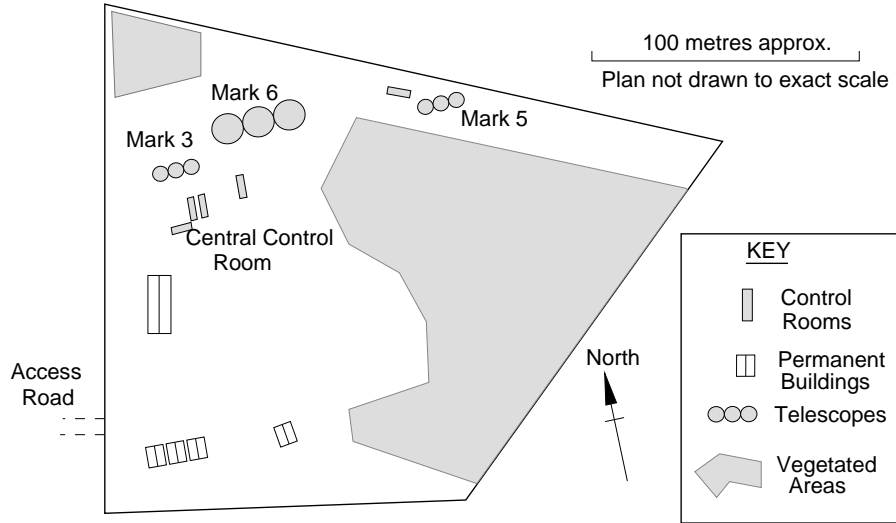 100 metres approx.
Plan not drawn to exact scale
Mark 6
Mark 5
Mark 3
Central Control
Room
North
Access
Road
KEY
Control
Rooms
Permanent
Buildings
Telescopes
Vegetated
Areas